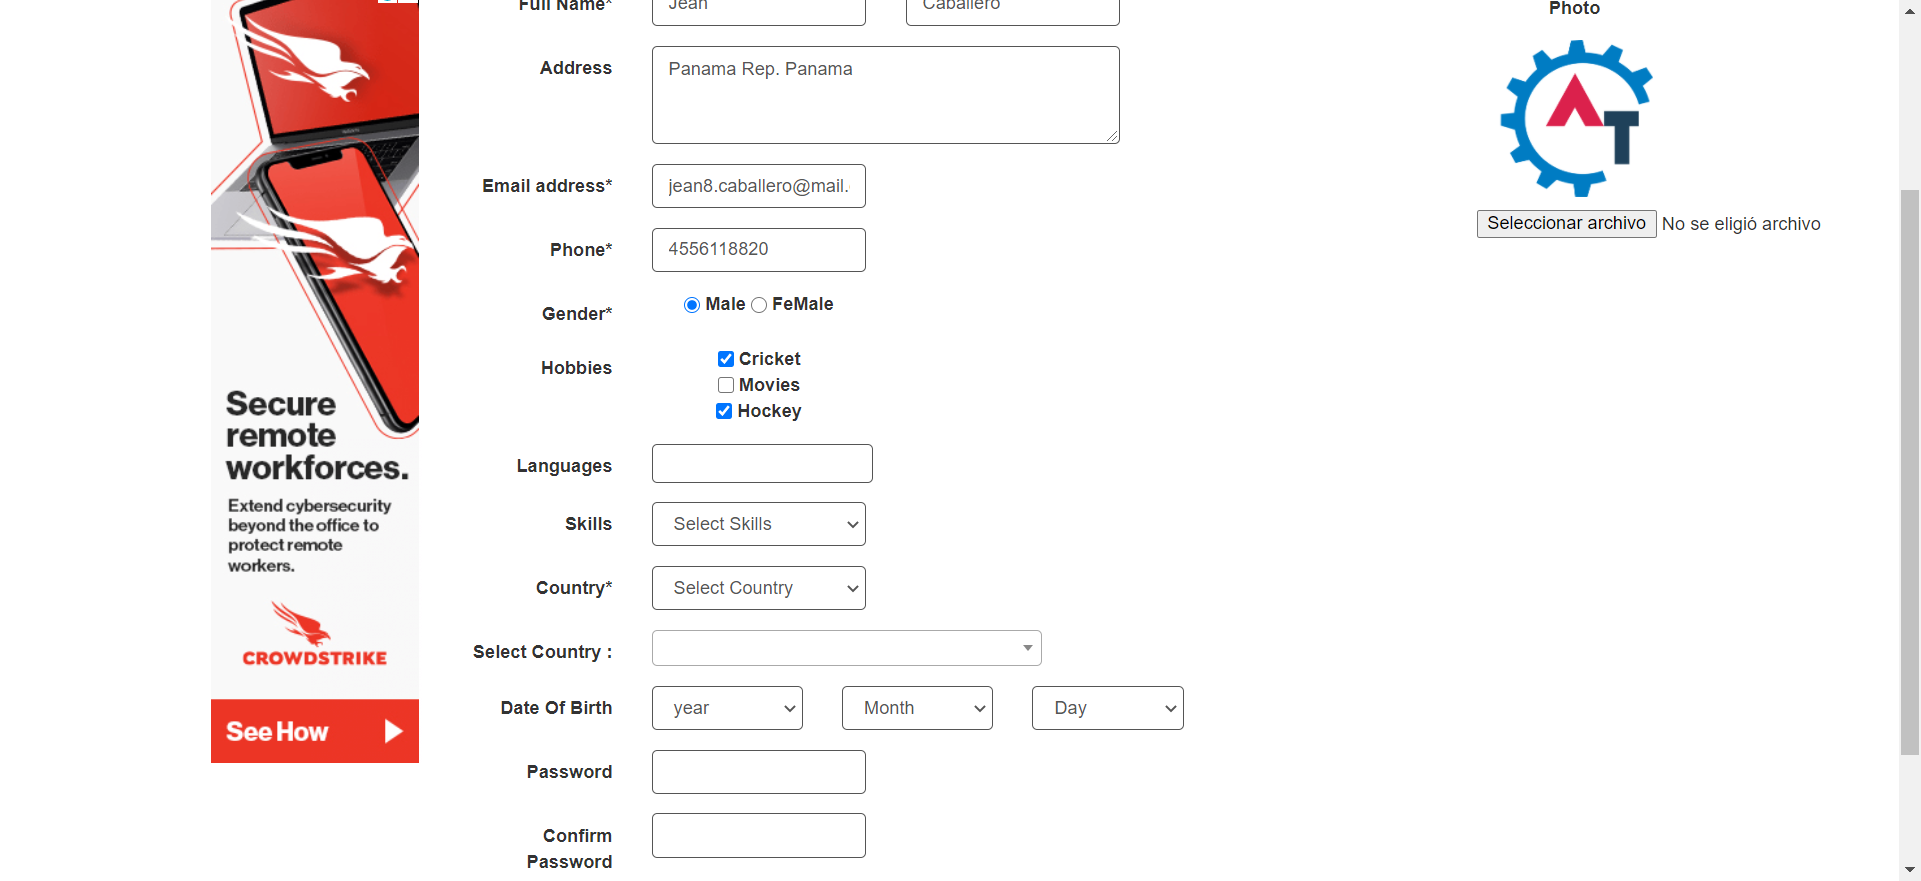 Full Name*
Jean
Caballero
Photo
Address
Panama Rep. Panama
AT
Email address*
jean8.caballero@mail.
Seleccionar archivo No se eligió archivo
Phone*
4556118820
Gender*
Male FeMale
Hobbies
Cricket
Movies
Hockey
Languages
Skills
Select Skills
Country*
Select Country
Select Country :
Date Of Birth
year
Month
Day
Password
Confirm
Password
Secure
remote
workforces.
Extend cybersecurity
beyond the office to
protect remote
workers.
CROWDSTRIKE
See How